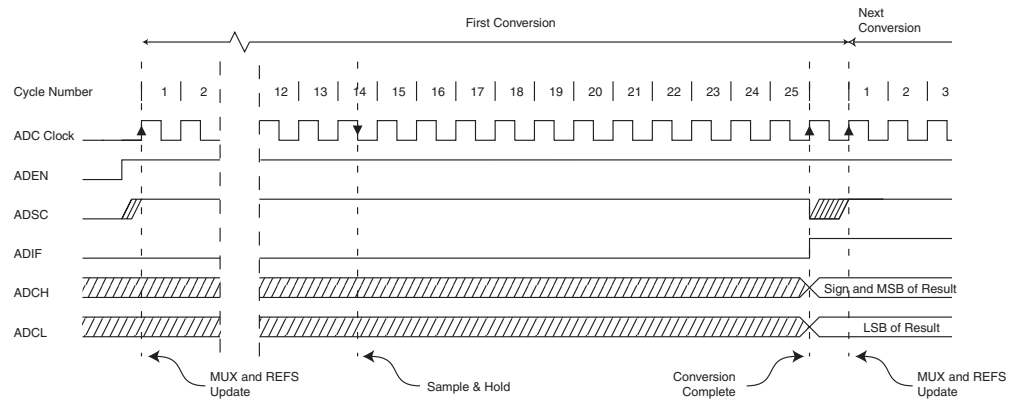 First Conversion
Next
Conversion
Cycle Number 1 2 12 13 14 15 16 17 18 19 20 21 22 23 24 25 1 2 3
ADC Clock
ADEN
ADSC
ADIF
ADCH Sign and MSB of Result
ADCL LSB of Result
MUX and REFS
Update
Sample & Hold
Conversion
Complete
MUX and REFS
Update